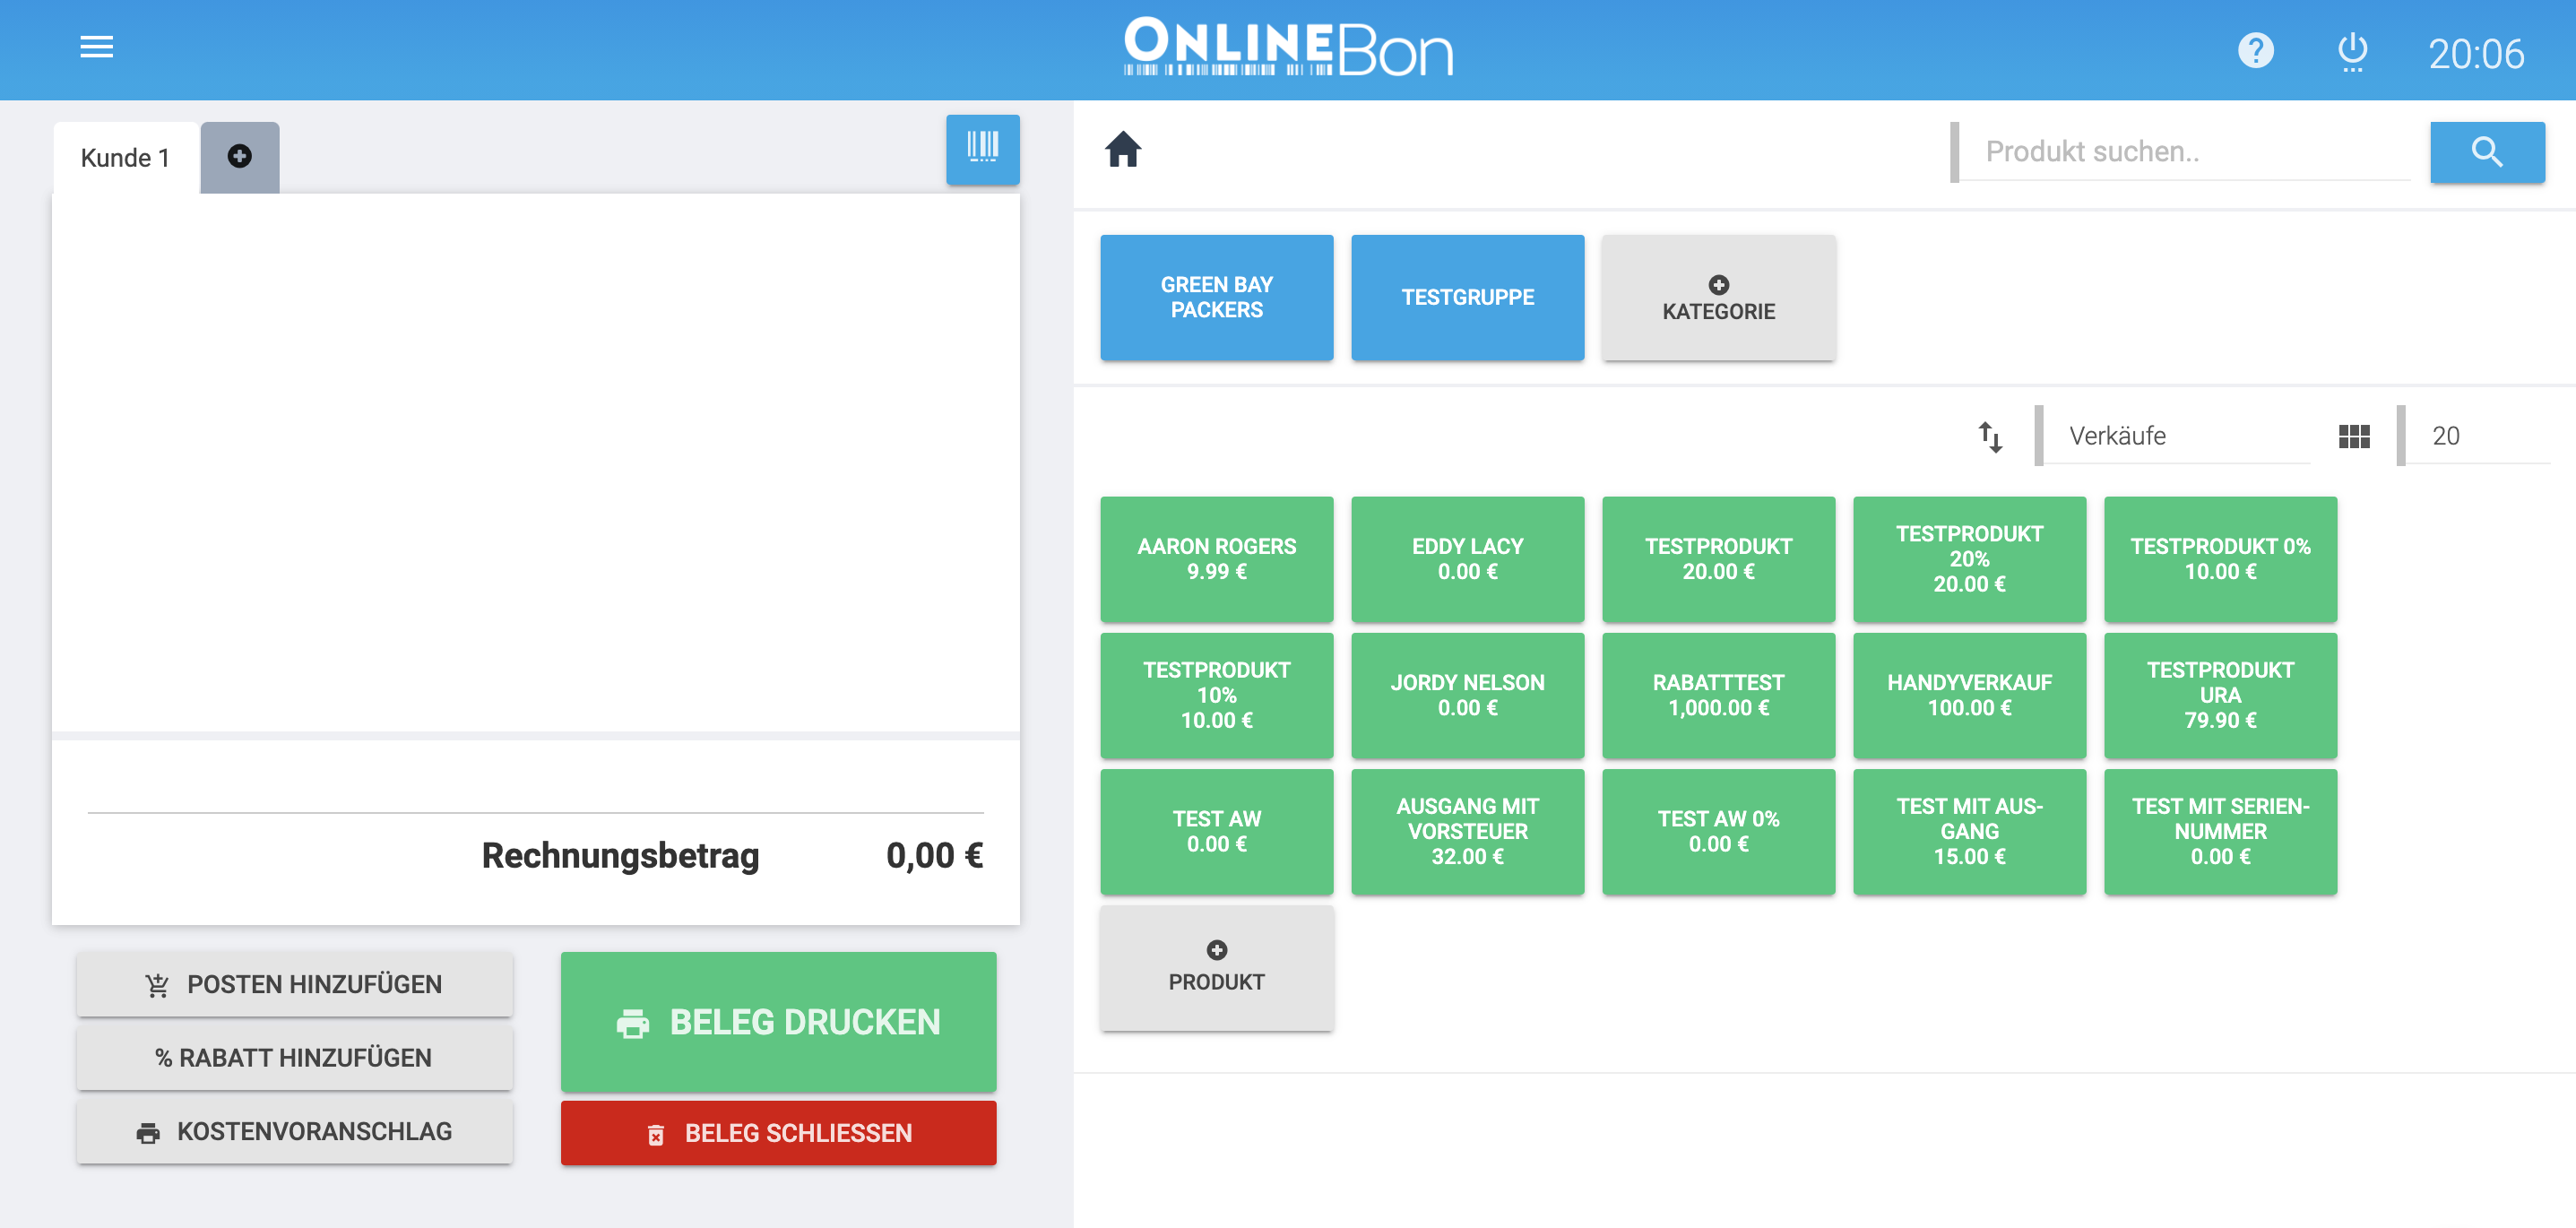 ONLINEBon
20:06
Kunde 1
Produkt suchen..
GREEN BAY
PACKERS
TESTGRUPPE
KATEGORIE
Verkäufe
20
AARON ROGERS
9.99 €
EDDY LACY
0.00 €
TESTPRODUKT
20.00 €
TESTPRODUKT
20%
20.00 €
TESTPRODUKT 0%
10.00 €
TESTPRODUKT
10%
10.00 €
JORDY NELSON
0.00 €
RABATTTEST
1,000.00 €
HANDYVERKAUF
100.00 €
TESTPRODUKT
URA
79.90 €
TEST AW
0.00 €
AUSGANG MIT
VORSTEUER
32.00 €
TEST AW 0%
0.00 €
TEST MIT AUS-
GANG
15.00 €
TEST MIT SERIEN-
NUMMER
0.00 €
PRODUKT
Rechnungsbetrag 0,00 €
POSTEN HINZUFÜGEN
% RABATT HINZUFÜGEN
KOSTENVORANSCHLAG
BELEG DRUCKEN
BELEG SCHLIESSEN